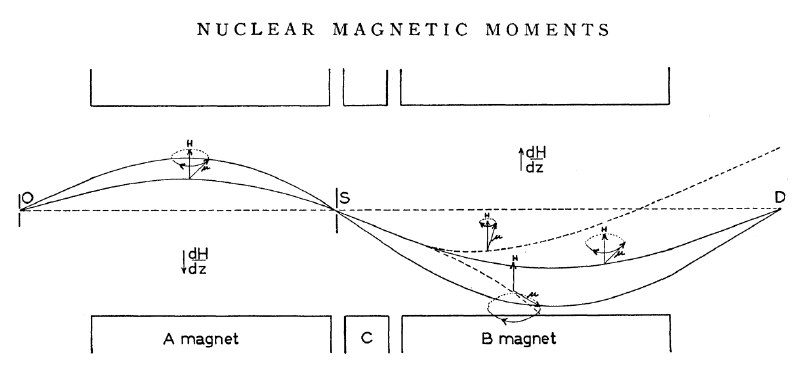 NUCLEAR MAGNETIC MOMENTS
H
μ
dH
dz
O
S
D
H
μ
H
μ
H
μ
dH
dz
A magnet
C
B magnet